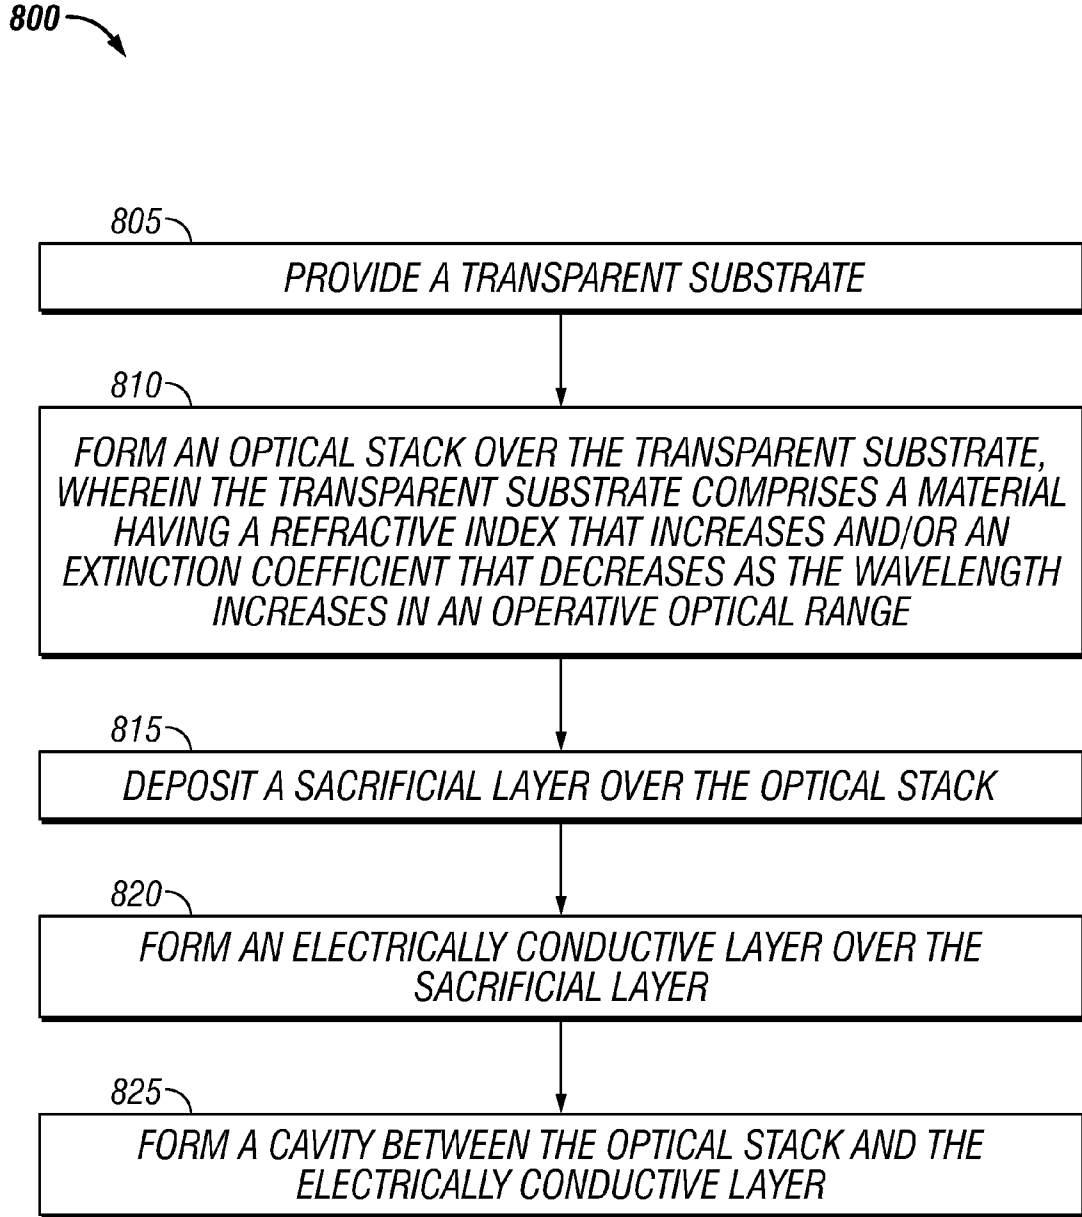 800
805
PROVIDE A TRANSPARENT SUBSTRATE
810
FORM AN OPTICAL STACK OVER THE TRANSPARENT SUBSTRATE,
WHEREIN THE TRANSPARENT SUBSTRATE COMPRISES A MATERIAL
HAVING A REFRACTIVE INDEX THAT INCREASES AND/OR AN
EXTINCTION COEFFICIENT THAT DECREASES AS THE WAVELENGTH
INCREASES IN AN OPERATIVE OPTICAL RANGE
815
DEPOSIT A SACRIFICIAL LAYER OVER THE OPTICAL STACK
820
FORM AN ELECTRICALLY CONDUCTIVE LAYER OVER THE
SACRIFICIAL LAYER
825
FORM A CAVITY BETWEEN THE OPTICAL STACK AND THE
ELECTRICALLY CONDUCTIVE LAYER